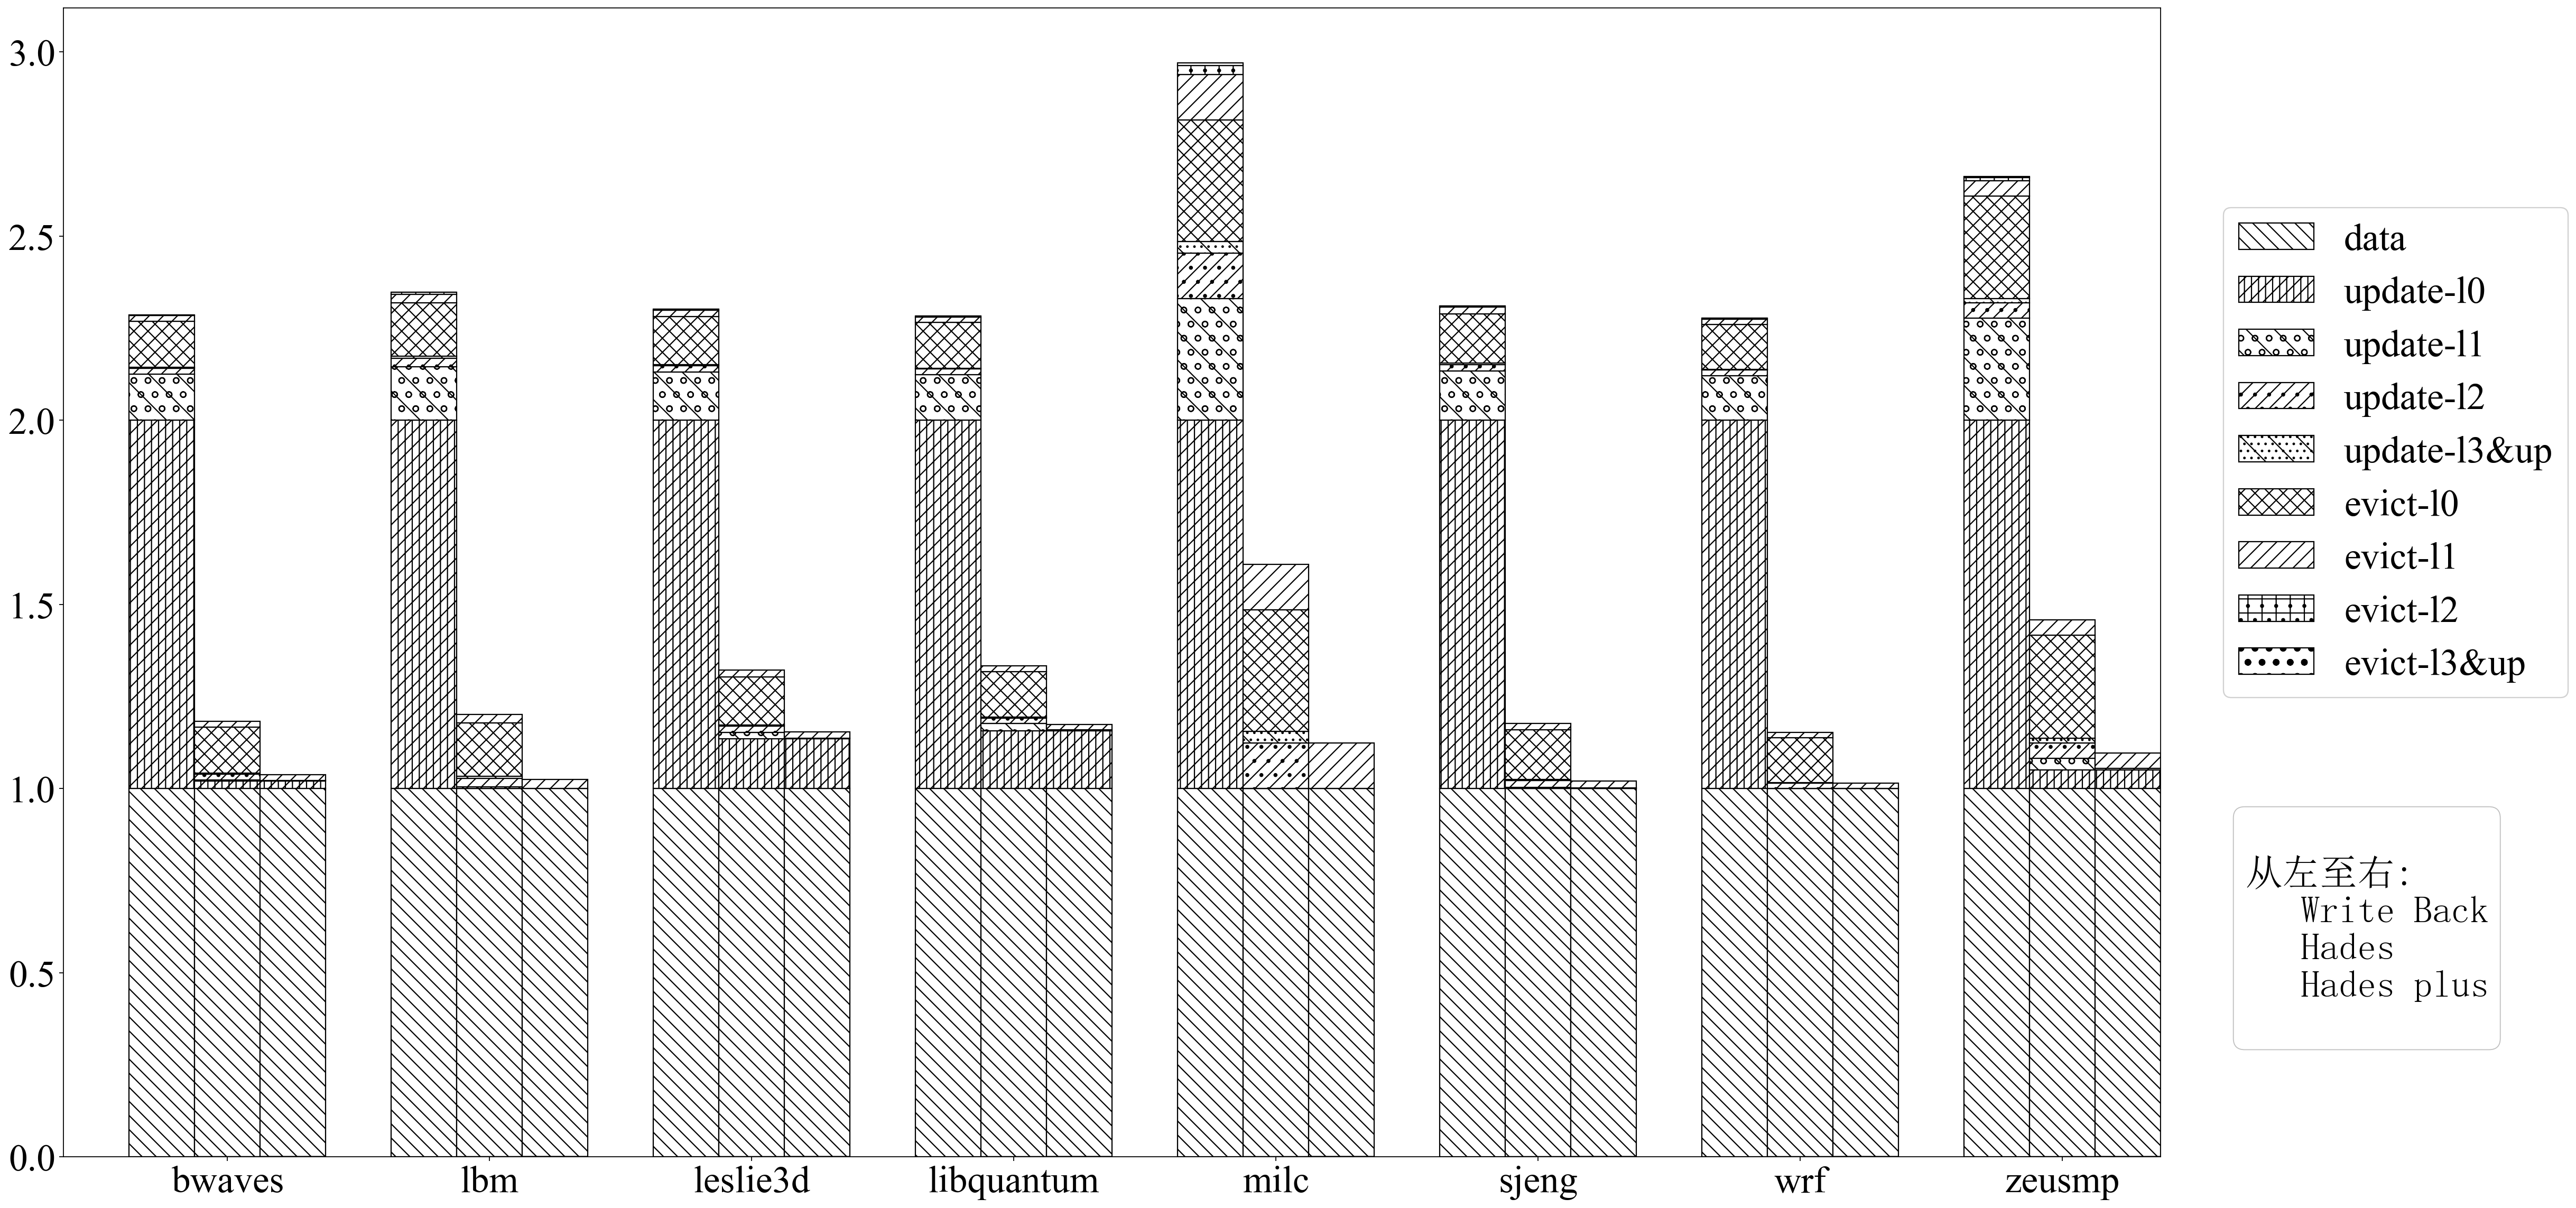 3.0
2.5
2.0
1.5
1.0
0.5
0.0
bwaves lbm leslie3d libquantum milc sjeng wrf zeusmp
data
update-l0
update-l1
update-l2
update-l3&up
evict-l0
evict-l1
evict-l2
evict-l3&up
从左至右:
Write Back
Hades
Hades plus